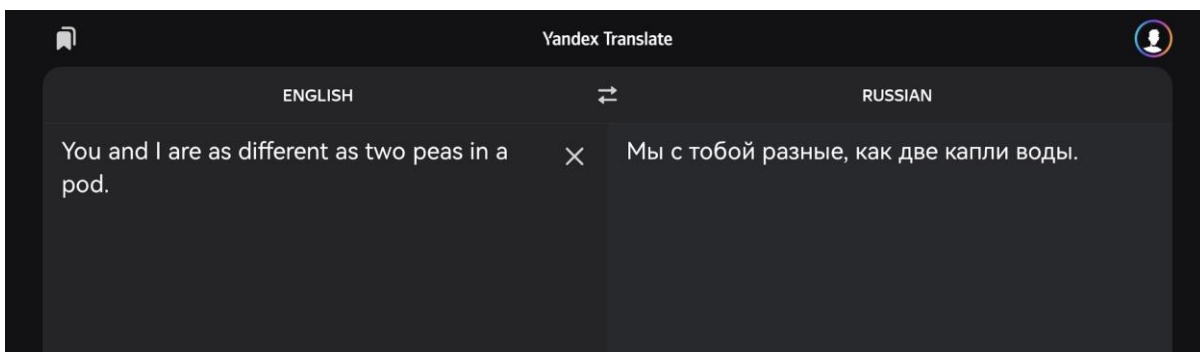 Yandex Translate
ENGLISH
RUSSIAN
You and I are as different as two peas in a
pod.
Мы с тобой разные, как две капли воды.